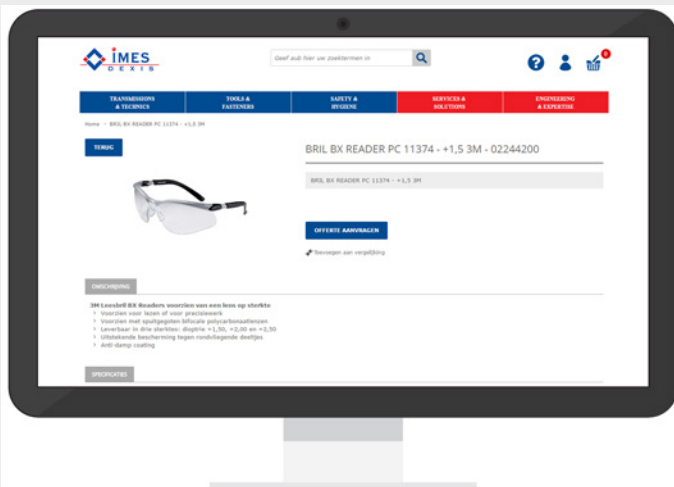 IMES
DEXIS
Geef aub hier uw zoektermen in
?
0
TRANSMISSIONS & TECHNICS
TOOLS & FASTENERS
SAFETY & HYGIENE
SERVICES & SOLUTIONS
ENGINEERING & EXPERTISE
Home > BRIL BX READER PC 11374 - +1,5 3M
TERUG
BRIL BX READER PC 11374 - +1,5 3M - 02244200
BRIL BX READER PC 11374 - +1,5 3M
OFFERTE AANVRAGEN
Toevoegen aan vergelijking
OMSCHRIJVING
3M Leesbril BX Readers voorzien van een lens op sterkte
> Voorzien voor lezen of voor precisiewerk
> Voorzien met spuitgegoten bifocale polycarbonaatlenzen
> Leverbaar in drie sterktes: dioptrie +1,50, +2,00 en +2,50
> Uitstekende bescherming tegen rondvliegende deeltjes
> Anti-damp coating
SPECIFICATIES